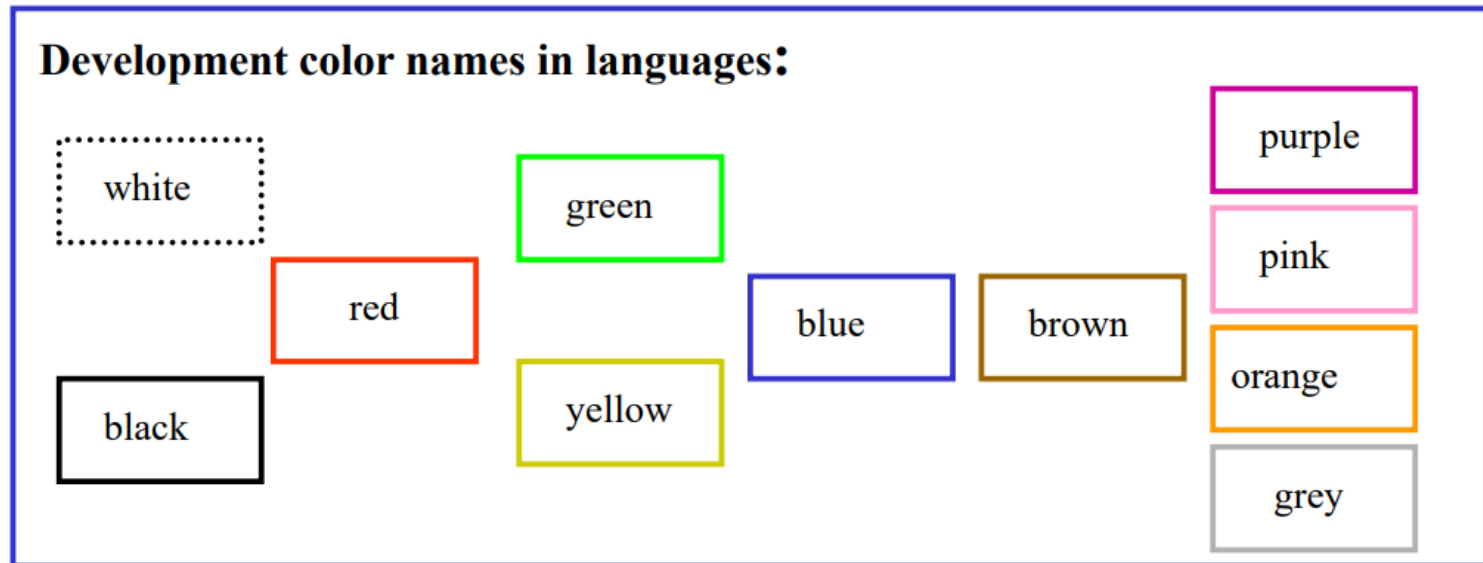 Development color names in languages:
white
black
red
green
yellow
blue
brown
purple
pink
orange
grey